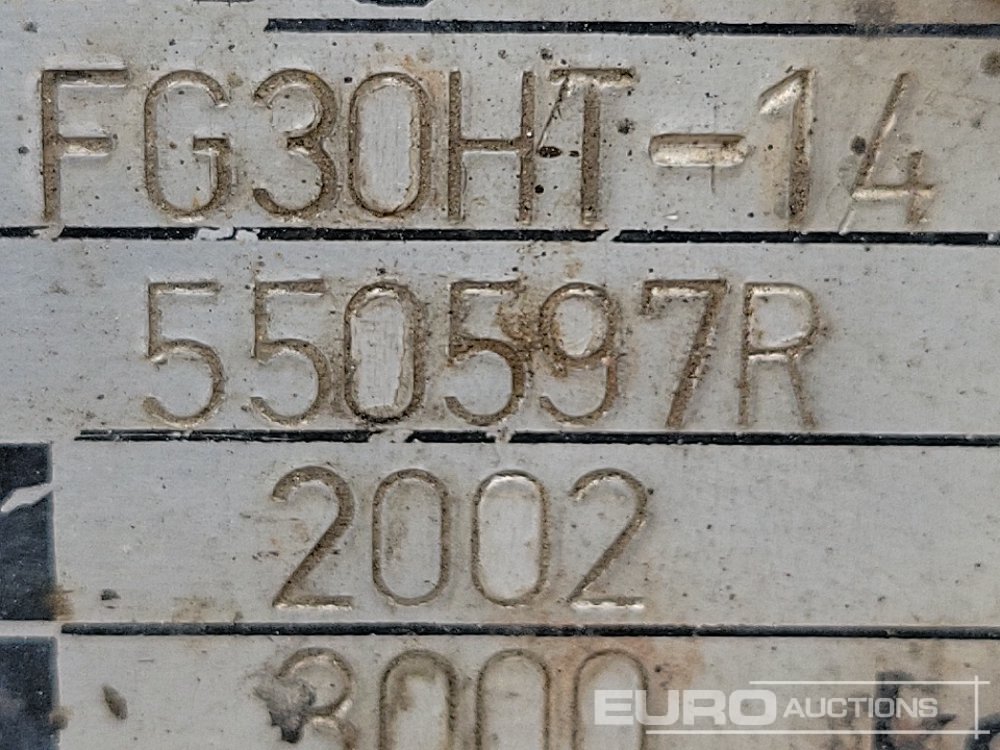 FG30HT-14
550597R
2002
3000
EURO AUCTIONS